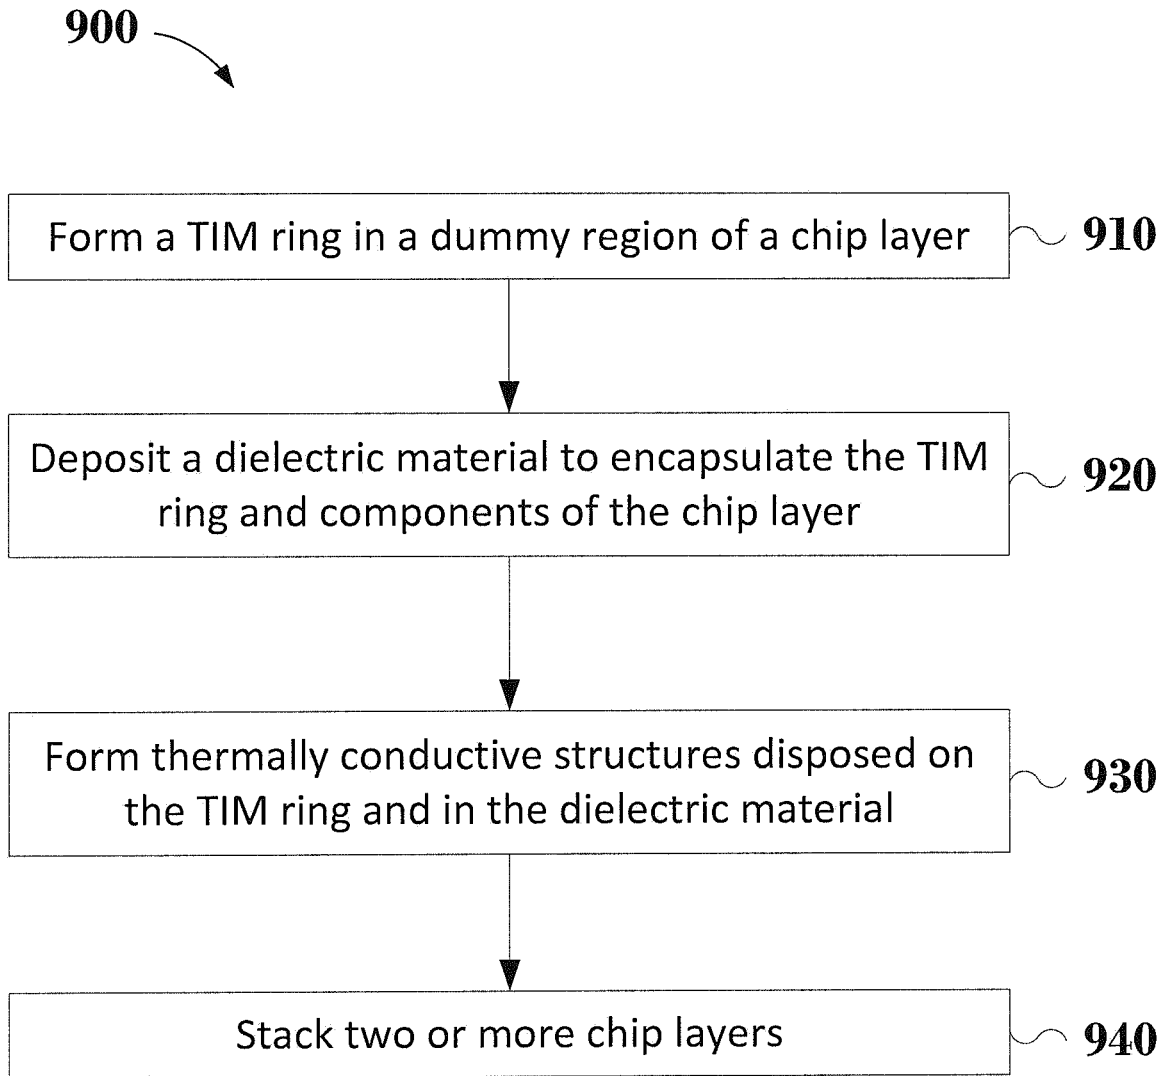 900
Form a TIM ring in a dummy region of a chip layer
910
Deposit a dielectric material to encapsulate the TIM
ring and components of the chip layer
920
Form thermally conductive structures disposed on
the TIM ring and in the dielectric material
930
Stack two or more chip layers
940